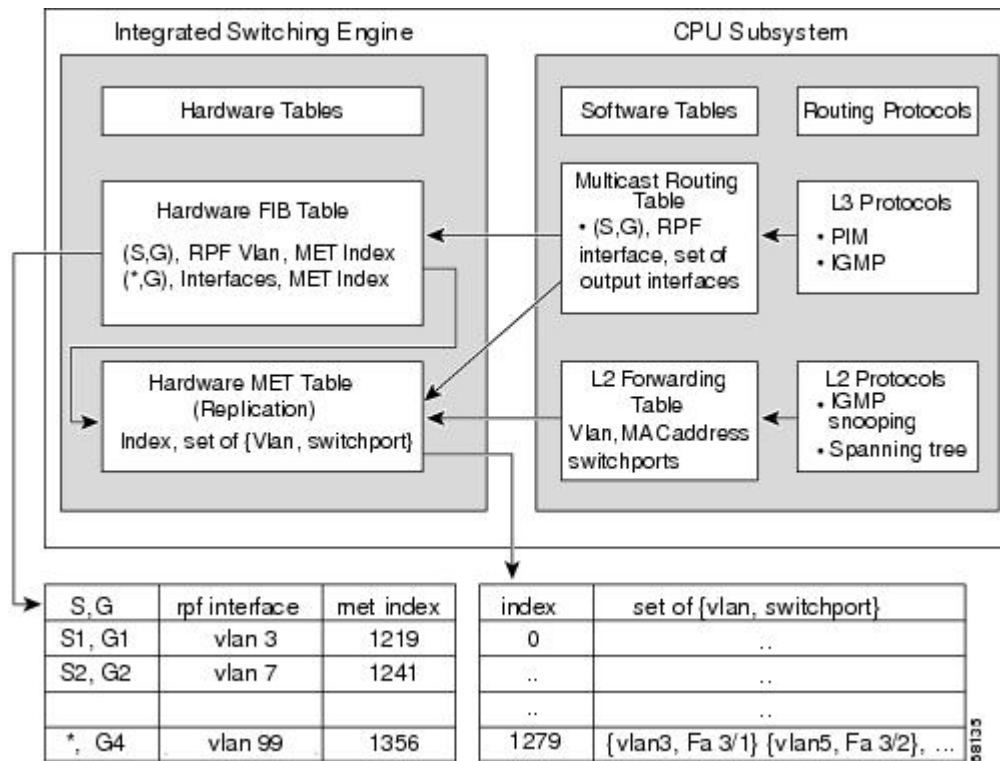 Integrated Switching Engine
CPU Subsystem
Hardware Tables
Software Tables
Routing Protocols
Hardware FIB Table
(S,G), RPF Vlan, MET Index
(*,G), Interfaces, MET Index
Multicast Routing
Table
• (S,G), RPF
interface, set of
output interfaces
L3 Protocols
• PIM
• IGMP
Hardware MET Table
(Replication)
Index, set of {Vlan, switchport}
L2 Forwarding
Table
Vlan, MACaddress
switchports
L2 Protocols
• IGMP
snooping
• Spanning tree
S,G rpf interface met index
S1, G1 vlan 3 1219
S2, G2 vlan 7 1241
*, G4 vlan 99 1356
index set of {vlan, switchport}
0 ..
.. ..
.. ..
1279 {vlan3, Fa 3/1} {vlan5, Fa 3/2}, ...
68135